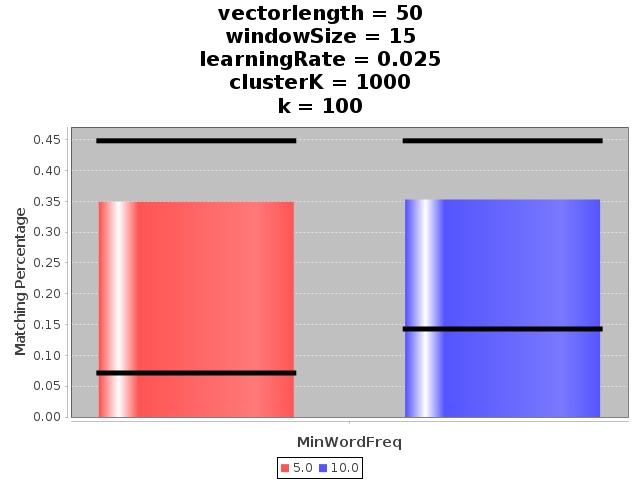 vectorlength = 50
windowSize = 15
learningRate = 0.025
clusterK = 1000
k = 100
0.45
0.40
0.35
0.30
0.25
0.20
0.15
0.10
0.05
0.00
Matching Percentage
MinWordFreq
5.0 10.0